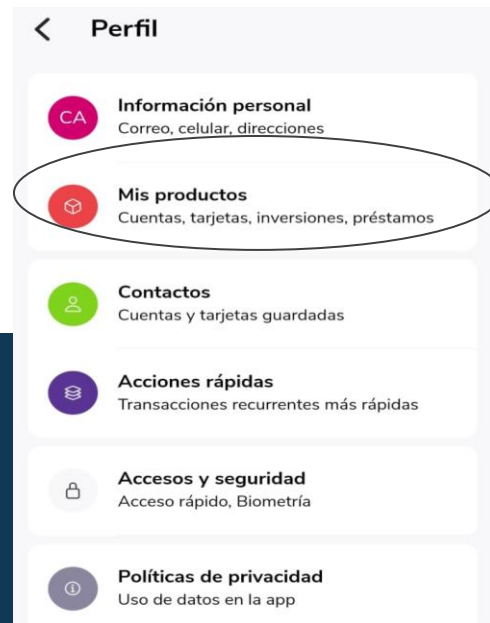 Perfil
CA
Información personal
Correo, celular, direcciones
Mis productos
Cuentas, tarjetas, inversiones, préstamos
Contactos
Cuentas y tarjetas guardadas
Acciones rápidas
Transacciones recurrentes más rápidas
Accesos y seguridad
Acceso rápido, Biometría
Políticas de privacidad
Uso de datos en la app